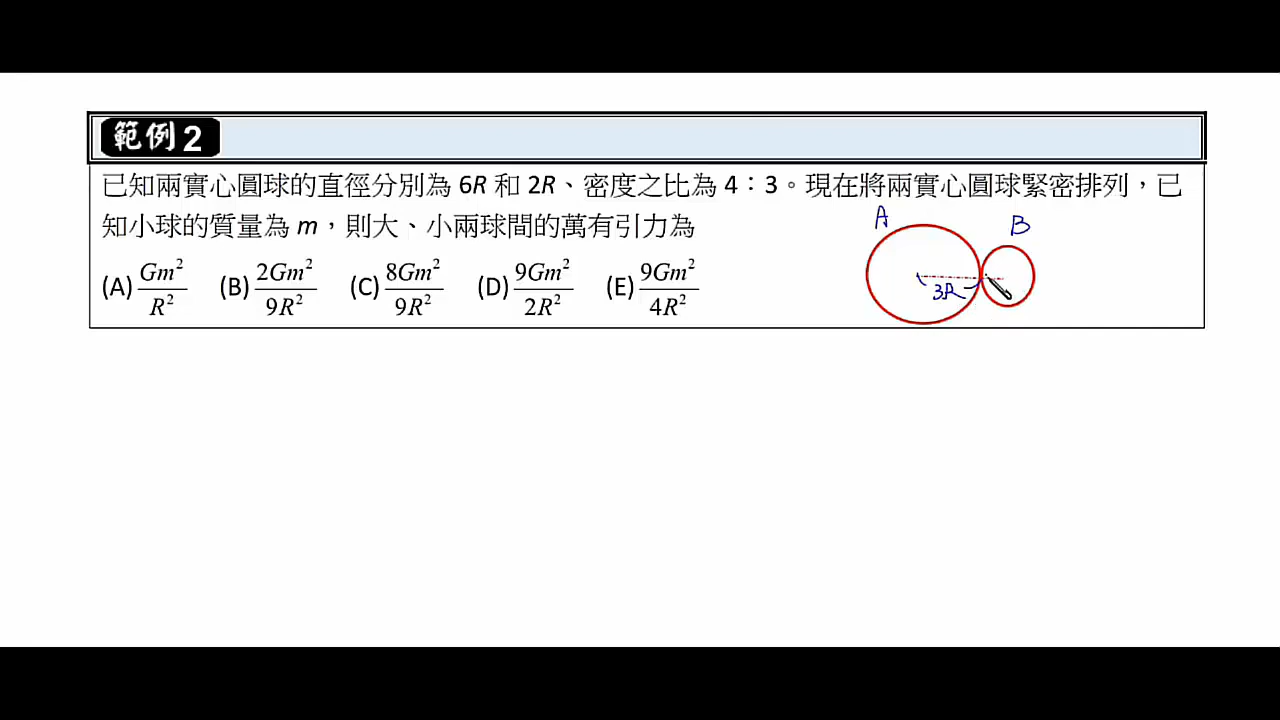 範例2
已知兩實心圓球的直徑分別為 6R 和 2R、密度之比為 4：3。現在將兩實心圓球緊密排列，已
知小球的質量為 m，則大、小兩球間的萬有引力為
(A) Gm²/R² (B) 2Gm²/9R² (C) 8Gm²/9R² (D) 9Gm²/2R² (E) 9Gm²/4R²
A B
3R